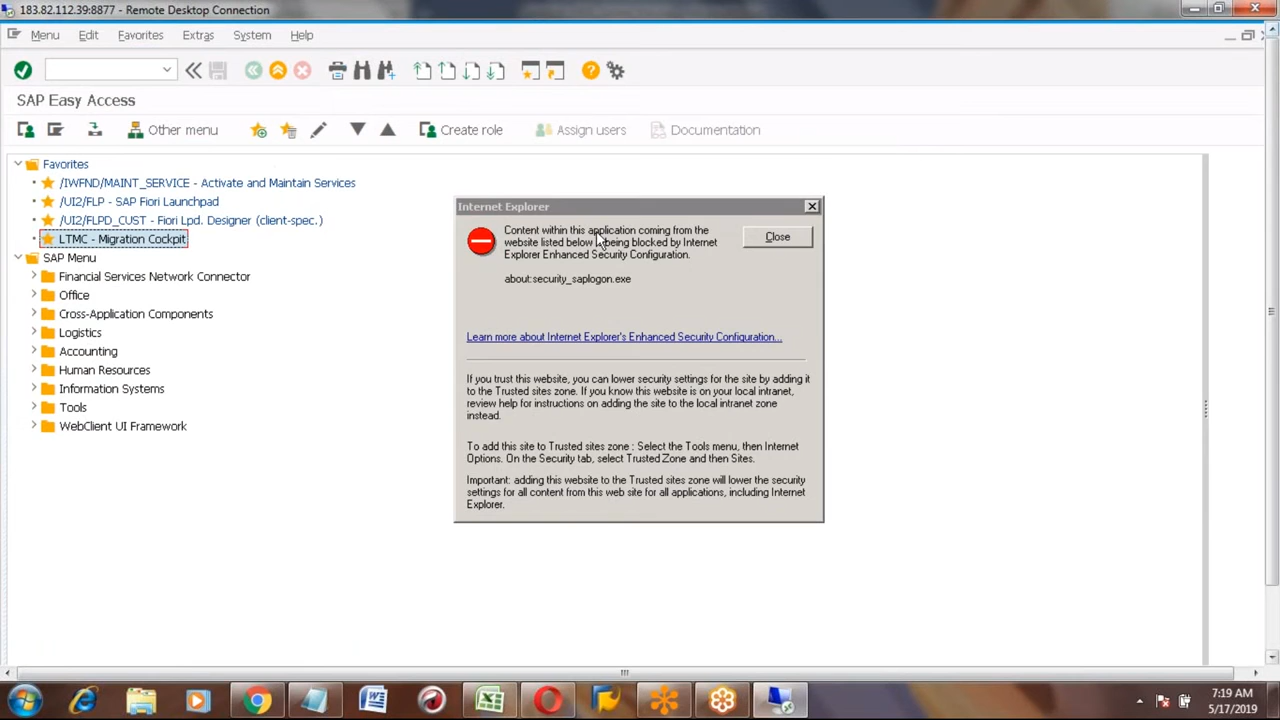 183.82.112.39:8877 - Remote Desktop Connection
Menu Edit Favorites Extras System Help
SAP Easy Access
Other menu Create role Assign users Documentation
Favorites
/IWFND/MAINT_SERVICE - Activate and Maintain Services
/UI2/FLP - SAP Fiori Launchpad
/UI2/FLPD_CUST - Fiori Lpd. Designer (client-spec.)
LTMC - Migration Cockpit
SAP Menu
Financial Services Network Connector
Office
Cross-Application Components
Logistics
Accounting
Human Resources
Information Systems
Tools
WebClient UI Framework
Internet Explorer
Content within this application coming from the
website listed below is being blocked by Internet
Explorer Enhanced Security Configuration.
Close
about:security_saplogon.exe
Learn more about Internet Explorer's Enhanced Security Configuration...
If you trust this website, you can lower security settings for the site by adding it
to the Trusted sites zone. If you know this website is on your local intranet,
review help for instructions on adding the site to the local intranet zone
instead.
To add this site to Trusted sites zone : Select the Tools menu, then Internet
Options. On the Security tab, select Trusted Zone and then Sites.
Important: adding this website to the Trusted sites zone will lower the security
settings for all content from this web site for all applications, including Internet
Explorer.
7:19 AM
5/17/2019